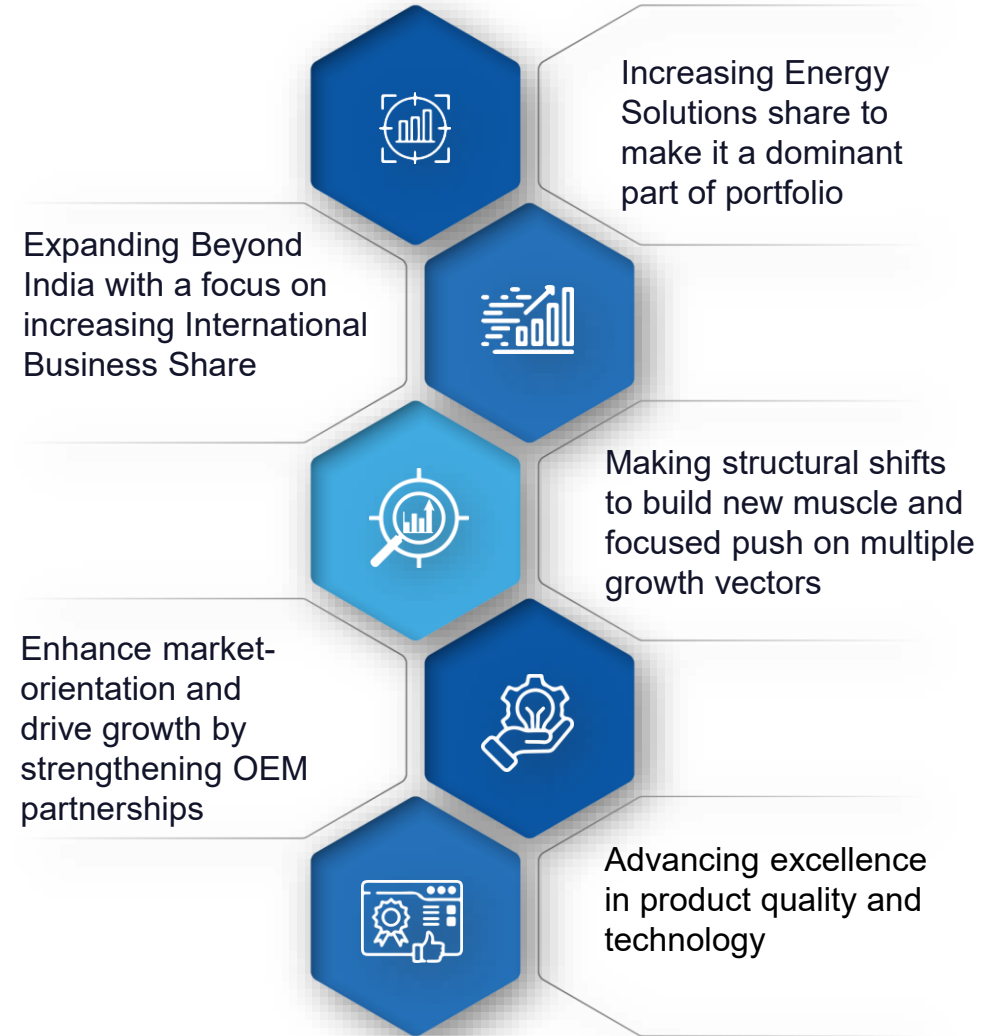 Increasing Energy
Solutions share to
make it a dominant
part of portfolio
Expanding Beyond
India with a focus on
increasing International
Business Share
Making structural shifts
to build new muscle and
focused push on multiple
growth vectors
Enhance market-
orientation and
drive growth by
strengthening OEM
partnerships
Advancing excellence
in product quality and
technology